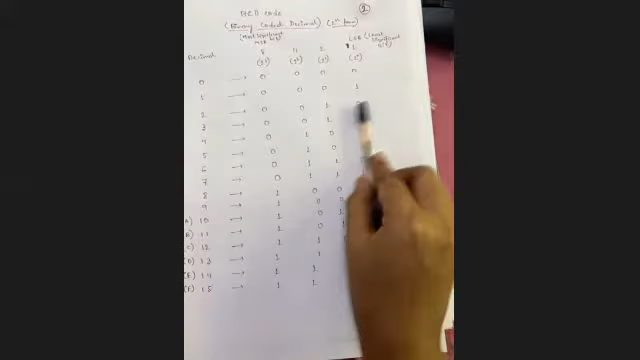 BCD code
(Binary Coded Decimal) (1st form)
(Most significant MSB bit) LSB (Least significant bit)
Decimal 8 4 2 1
(2³) (2²) (2¹) (2⁰)
0 → 0 0 0 0
1 → 0 0 0 1
2 → 0 0 1 0
3 → 0 0 1
4 → 0 1 0
5 → 0 1 0
6 → 0 1 1
7 → 0 1 1
8 → 1 0 0
9 → 1 0 0
(A) 10 → 1 0 1
(B) 11 → 1 0 1
(C) 12 → 1 1
(D) 13 → 1 1
(E) 14 → 1 1
(F) 15 → 1 1